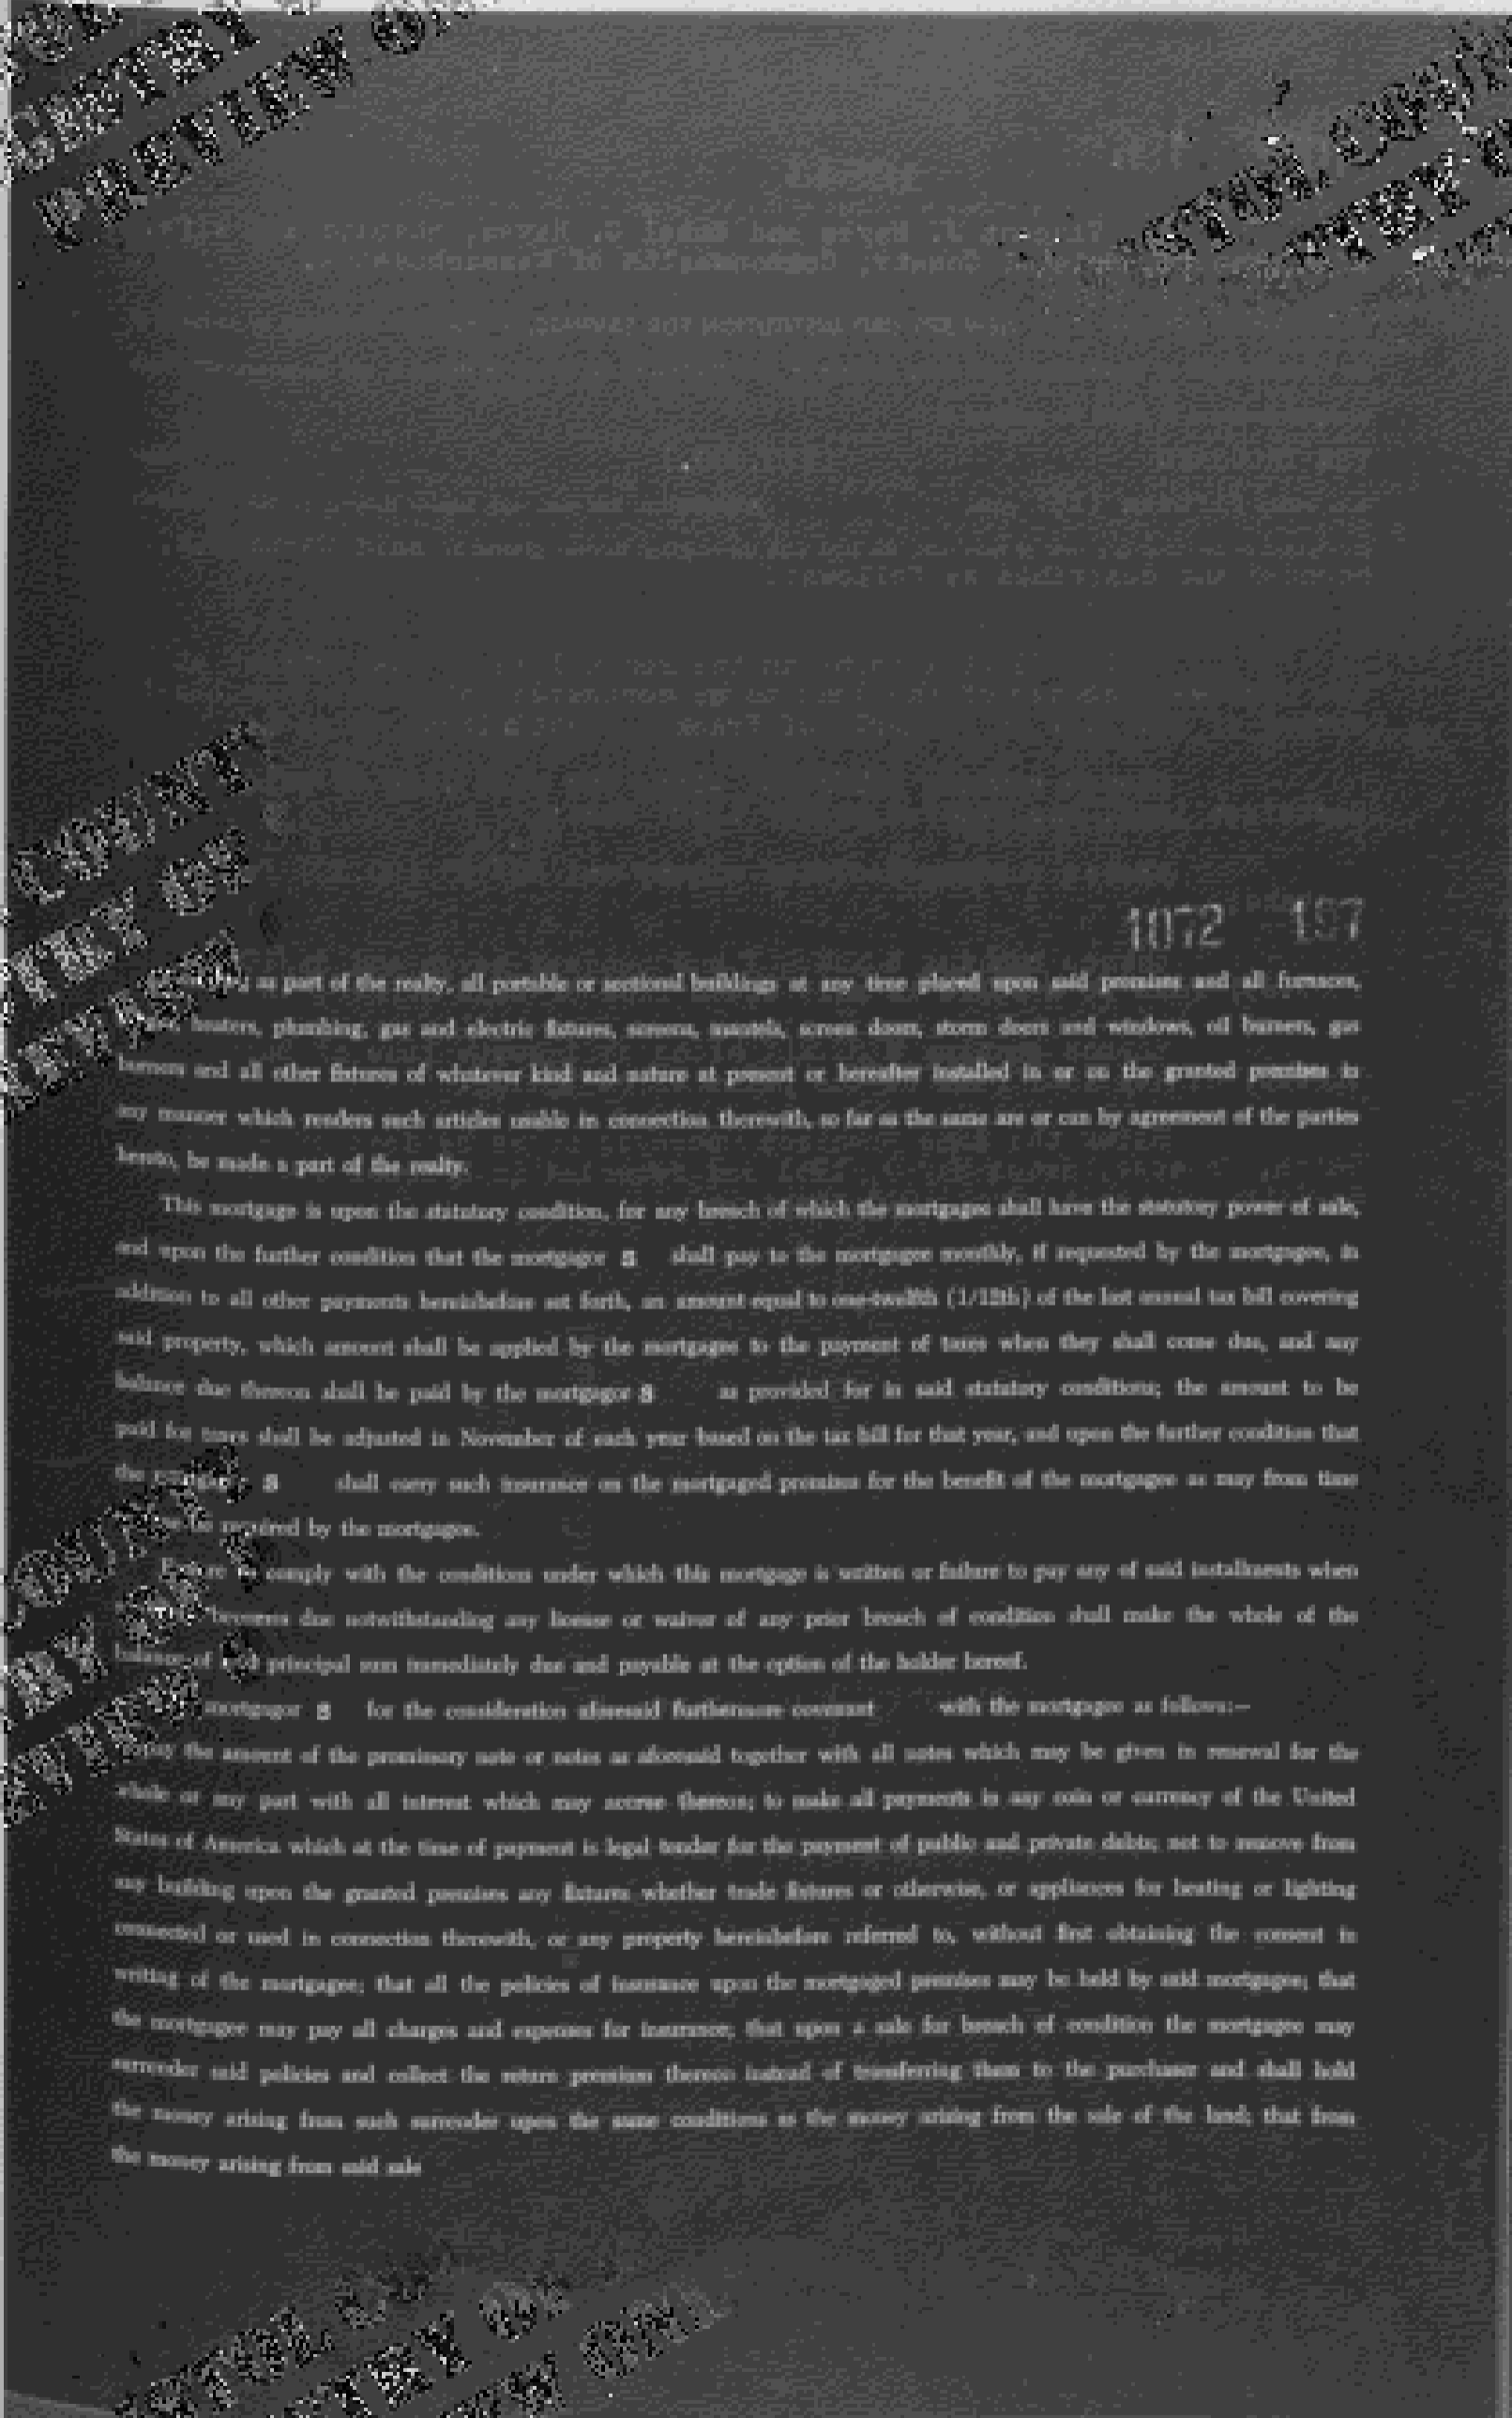 1072 197
as part of the realty, all portable or sectional buildings at any time placed upon said premises and all furnaces,
heaters, plumbing, gas and electric fixtures, screens, mantels, screen doors, storm doors and windows, oil burners, gas
burners and all other fixtures of whatever kind and nature at present or hereafter installed in or on the granted premises in
any manner which renders such articles usable in connection therewith, so far as the same are or can by agreement of the parties
hereto, be made a part of the realty.
This mortgage is upon the statutory condition, for any breach of which the mortgagee shall have the statutory power of sale,
and upon the further condition that the mortgagor s shall pay to the mortgagee monthly, if requested by the mortgagee, in
addition to all other payments hereinbefore set forth, an amount equal to one-twelfth (1/12th) of the last annual tax bill covering
said property, which amount shall be applied by the mortgagee to the payment of taxes when they shall come due, and any
balance due thereon shall be paid by the mortgagor s as provided for in said statutory conditions; the amount to be
paid for taxes shall be adjusted in November of each year based on the tax bill for that year, and upon the further condition that
the mortgagor s shall carry such insurance on the mortgaged premises for the benefit of the mortgagee as may from time
be required by the mortgagee.
Failure to comply with the conditions under which this mortgage is written or failure to pay any of said installments when
becomes due notwithstanding any license or waiver of any prior breach of condition shall make the whole of the
balance of said principal sum immediately due and payable at the option of the holder hereof.
mortgagor s for the consideration aforesaid furthermore covenant with the mortgagee as follows:—
pay the amount of the promissory note or notes as aforesaid together with all notes which may be given in renewal for the
whole or any part with all interest which may accrue thereon; to make all payments in any coin or currency of the United
States of America which at the time of payment is legal tender for the payment of public and private debts; not to remove from
any building upon the granted premises any fixtures whether trade fixtures or otherwise, or appliances for heating or lighting
connected or used in connection therewith, or any property hereinbefore referred to, without first obtaining the consent in
writing of the mortgagee; that all the policies of insurance upon the mortgaged premises may be held by said mortgagee; that
the mortgagee may pay all charges and expenses for insurance; that upon a sale for breach of condition the mortgagee may
surrender said policies and collect the return premium thereon instead of transferring them to the purchaser and shall hold
the money arising from such surrender upon the same conditions as the money arising from the sale of the land; that from
the money arising from said sale